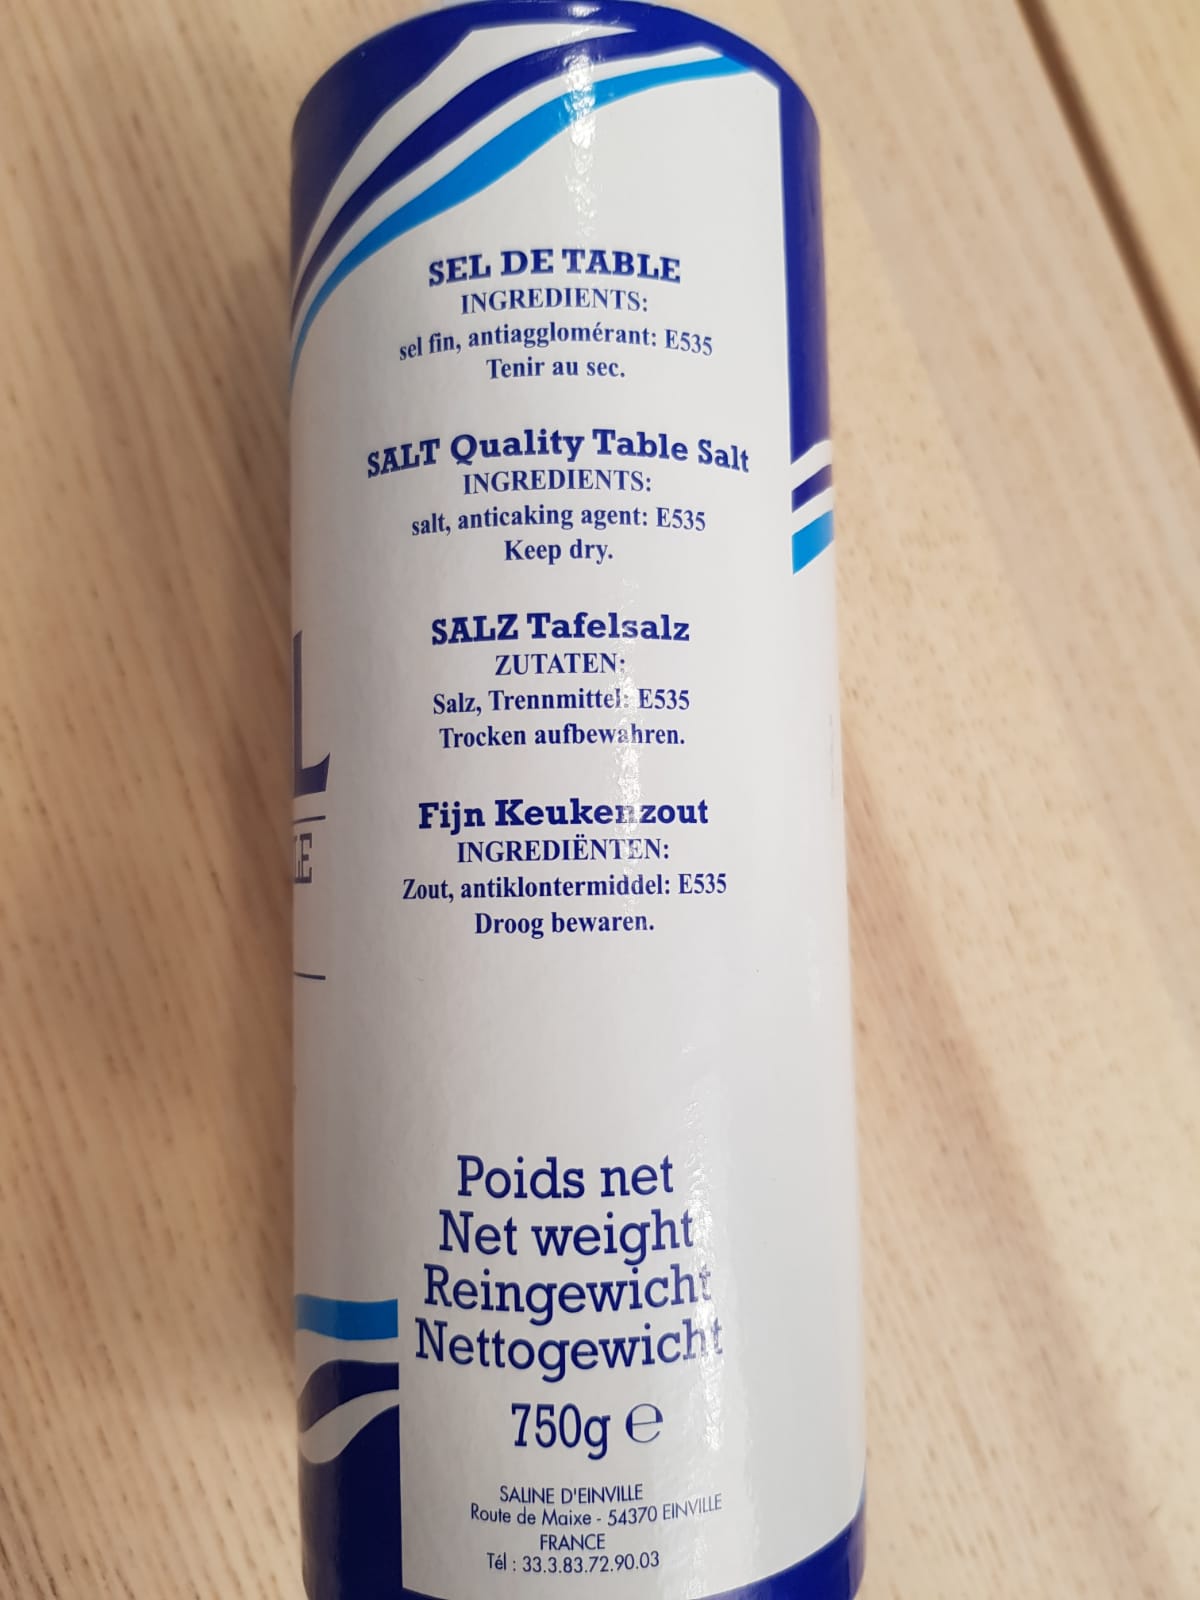 SEL DE TABLE
INGREDIENTS:
sel fin, antiagglomérant: E535
Tenir au sec.
SALT Quality Table Salt
INGREDIENTS:
salt, anticaking agent: E535
Keep dry.
SALZ Tafelsalz
ZUTATEN:
Salz, Trennmittel: E535
Trocken aufbewahren.
Fijn Keukenzout
INGREDIËNTEN:
Zout, antiklontermiddel: E535
Droog bewaren.
Poids net
Net weight
Reingewicht
Nettogewicht
750g ℮
SALINE D'EINVILLE
Route de Maixe - 54370 EINVILLE
FRANCE
Tél : 33.3.83.72.90.03